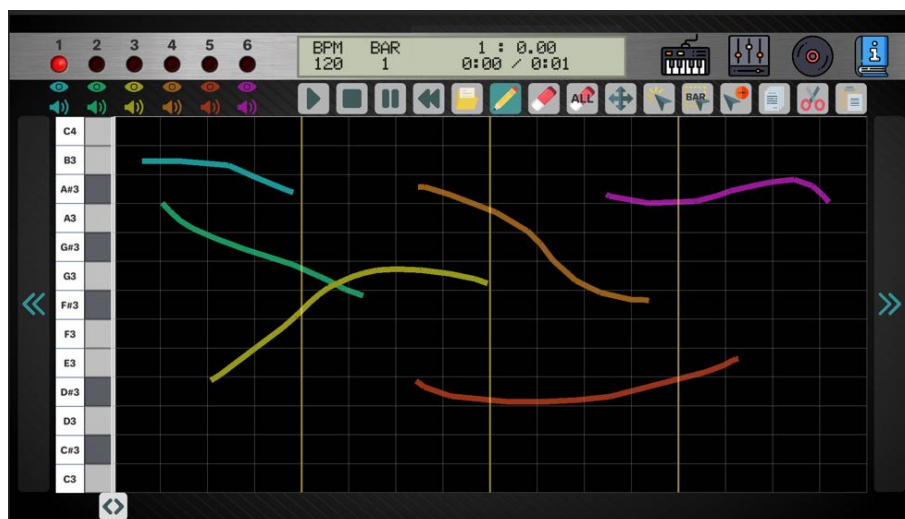 1 2 3 4 5 6
BPM BAR 1 : 0.00
120 1 0:00 / 0:01
ALL
BAR
C4
B3
A#3
A3
G#3
G3
F#3
F3
E3
D#3
D3
C#3
C3